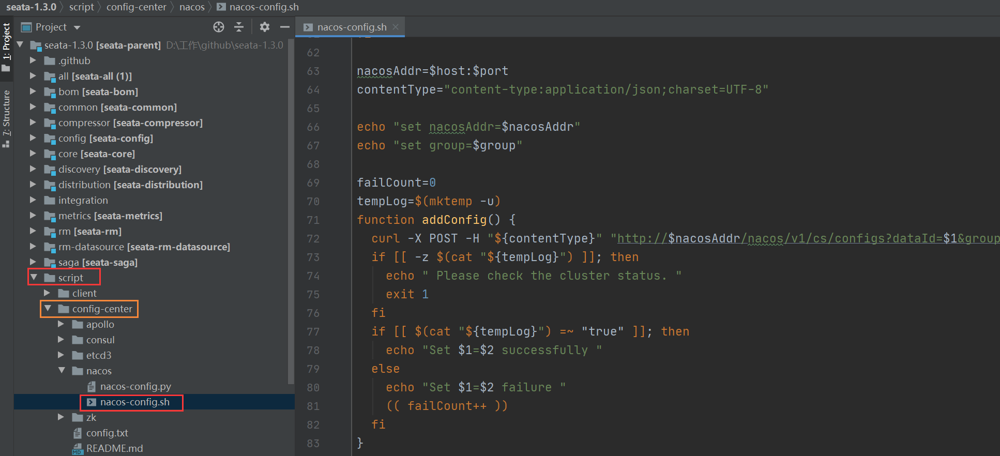 seata-1.3.0 script config-center nacos nacos-config.sh
1: Project
7: Structure
Project
seata-1.3.0 [seata-parent] D:\工作\github\seata-1.3.0
.github
all [seata-all (1)]
bom [seata-bom]
common [seata-common]
compressor [seata-compressor]
config [seata-config]
core [seata-core]
discovery [seata-discovery]
distribution [seata-distribution]
integration
metrics [seata-metrics]
rm [seata-rm]
rm-datasource [seata-rm-datasource]
saga [seata-saga]
script
client
config-center
apollo
consul
etcd3
nacos
nacos-config.py
nacos-config.sh
zk
config.txt
README.md
nacos-config.sh
62
63 nacosAddr=$host:$port
64 contentType="content-type:application/json;charset=UTF-8"
65
66 echo "set nacosAddr=$nacosAddr"
67 echo "set group=$group"
68
69 failCount=0
70 tempLog=$(mktemp -u)
71 function addConfig() {
72 curl -X POST -H "${contentType}" "http://$nacosAddr/nacos/v1/cs/configs?dataId=$1&group
73 if [[ -z $(cat "${tempLog}") ]]; then
74 echo " Please check the cluster status. "
75 exit 1
76 fi
77 if [[ $(cat "${tempLog}") =~ "true" ]]; then
78 echo "Set $1=$2 successfully "
79 else
80 echo "Set $1=$2 failure "
81 (( failCount++ ))
82 fi
83 }